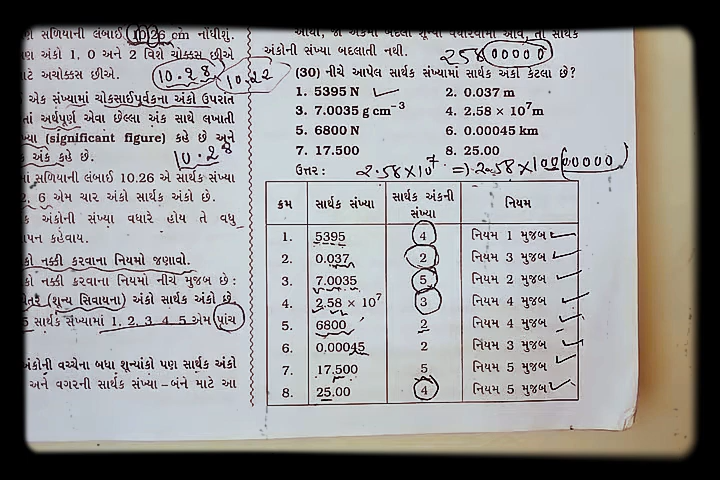 સળિયાની લંબાઈ 10.26 cm નાંધીશું.
અંકો 1, 0 અને 2 વિશે ચોક્કસ છીએ
અચોક્કસ છીએ.
10.28
10.22
એક સંખ્યામાં ચોકસાઈપૂર્વકના અંકો ઉપરાંત
અર્થપૂર્ણ એવા છેલ્લા અંક સાથે લખાતી
(significant figure) કહે છે અને
અંક કહે છે.
10.28
સળિયાની લંબાઈ 10.26 એ સાર્થક સંખ્યા
2, 6 એમ ચાર અંકો સાર્થક અંકો છે.
અંકોની સંખ્યા વધારે હોય તે વધુ
કહેવાય.
નક્કી કરવાના નિયમો જણાવો.
નક્કી કરવાના નિયમો નીચે મુજબ છે :
(શૂન્ય સિવાયના) અંકો સાર્થક અંકો છે.
સાર્થક સંખ્યામાં 1, 2, 3, 4, 5 એમ પાંચ
અંકોની વચ્ચેના બધા શૂન્યાંકો પણ સાર્થક અંકો
અને વગરની સાર્થક સંખ્યા – બંને માટે આ
અંકોની સંખ્યા બદલાતી નથી.
258 00000
(30) નીચે આપેલ સાર્થક સંખ્યામાં સાર્થક અંકો કેટલા છે?
1. 5395 N 2. 0.037 m
3. 7.0035 g cm⁻³ 4. 2.58 × 10⁷m
5. 6800 N 6. 0.00045 km
7. 17.500 8. 25.00
ઉત્તર : 2.58×10⁷ ⇒ 2.58×10000000
ક્રમ સાર્થક સંખ્યા સાર્થક અંકની સંખ્યા નિયમ
1. 5395 4 નિયમ 1 મુજબ
2. 0.037 2 નિયમ 3 મુજબ
3. 7.0035 5 નિયમ 2 મુજબ
4. 2.58 × 10⁷ 3 નિયમ 4 મુજબ
5. 6800 2 નિયમ 4 મુજબ
6. 0.00045 2 નિયમ 3 મુજબ
7. 17.500 5 નિયમ 5 મુજબ
8. 25.00 4 નિયમ 5 મુજબ